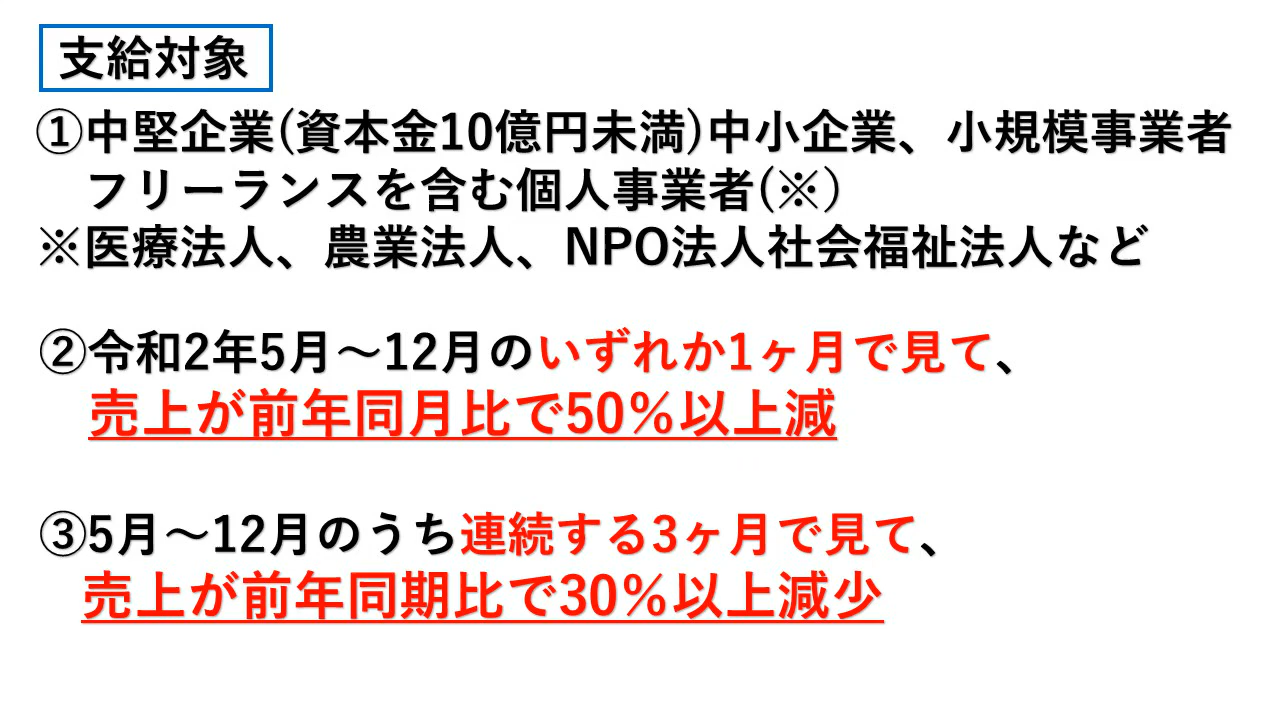 支給対象
①中堅企業(資本金10億円未満)中小企業、小規模事業者
フリーランスを含む個人事業者(※)
※医療法人、農業法人、NPO法人社会福祉法人など
②令和2年5月～12月のいずれか1ヶ月で見て、
売上が前年同月比で50%以上減
③5月～12月のうち連続する3ヶ月で見て、
売上が前年同期比で30%以上減少